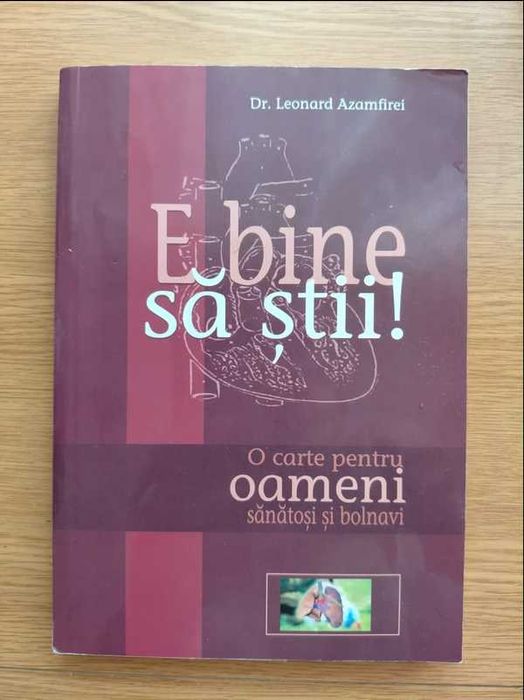 Dr. Leonard Azamfirei
E bine
să știi!
O carte pentru
oameni
sănătoși și bolnavi